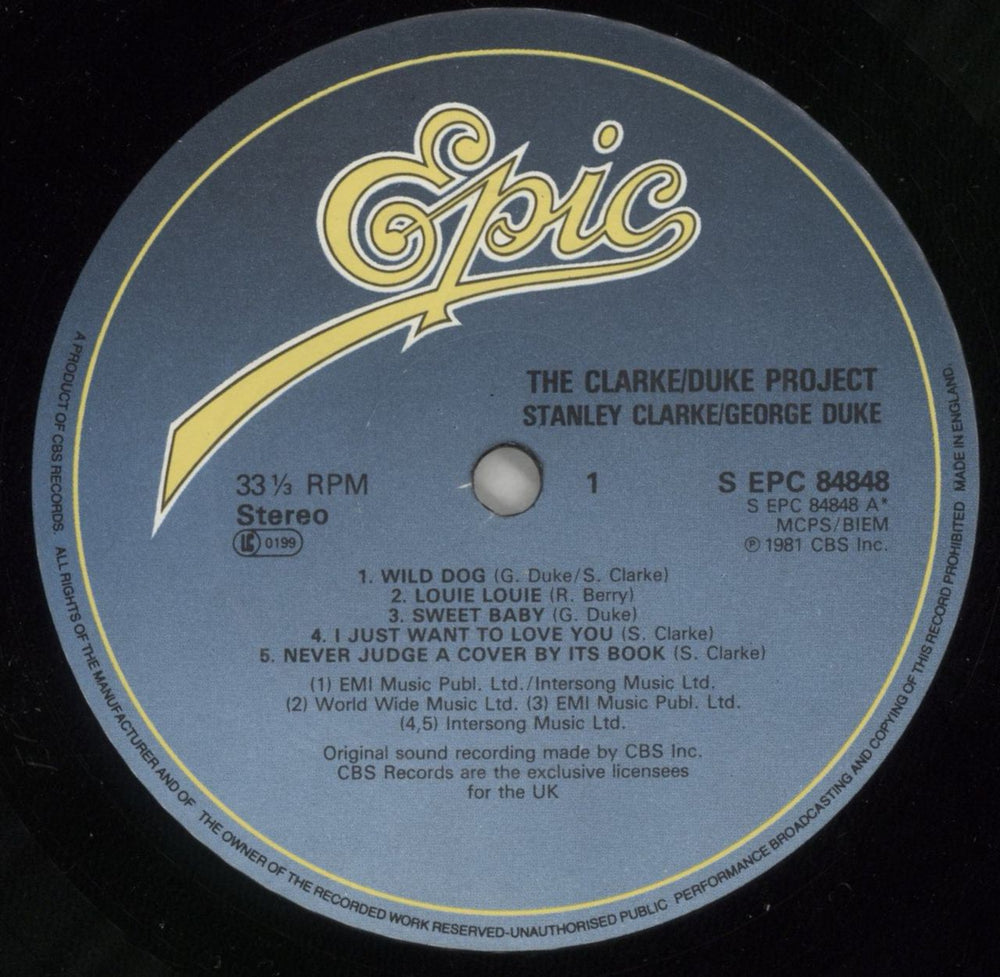 Epic
THE CLARKE/DUKE PROJECT
STANLEY CLARKE/GEORGE DUKE
33 ⅓ RPM
Stereo
LC 0199
1
S EPC 84848
S EPC 84848 A*
MCPS/BIEM
℗ 1981 CBS Inc.
1. WILD DOG (G. Duke/S. Clarke)
2. LOUIE LOUIE (R. Berry)
3. SWEET BABY (G. Duke)
4. I JUST WANT TO LOVE YOU (S. Clarke)
5. NEVER JUDGE A COVER BY ITS BOOK (S. Clarke)
(1) EMI Music Publ. Ltd./Intersong Music Ltd.
(2) World Wide Music Ltd. (3) EMI Music Publ. Ltd.
(4,5) Intersong Music Ltd.
Original sound recording made by CBS Inc.
CBS Records are the exclusive licensees
for the UK
A PRODUCT OF CBS RECORDS. ALL RIGHTS OF THE MANUFACTURER AND OF THE OWNER OF THE RECORDED WORK RESERVED-UNAUTHORISED PUBLIC PERFORMANCE BROADCASTING AND COPYING OF THIS RECORD PROHIBITED MADE IN ENGLAND.